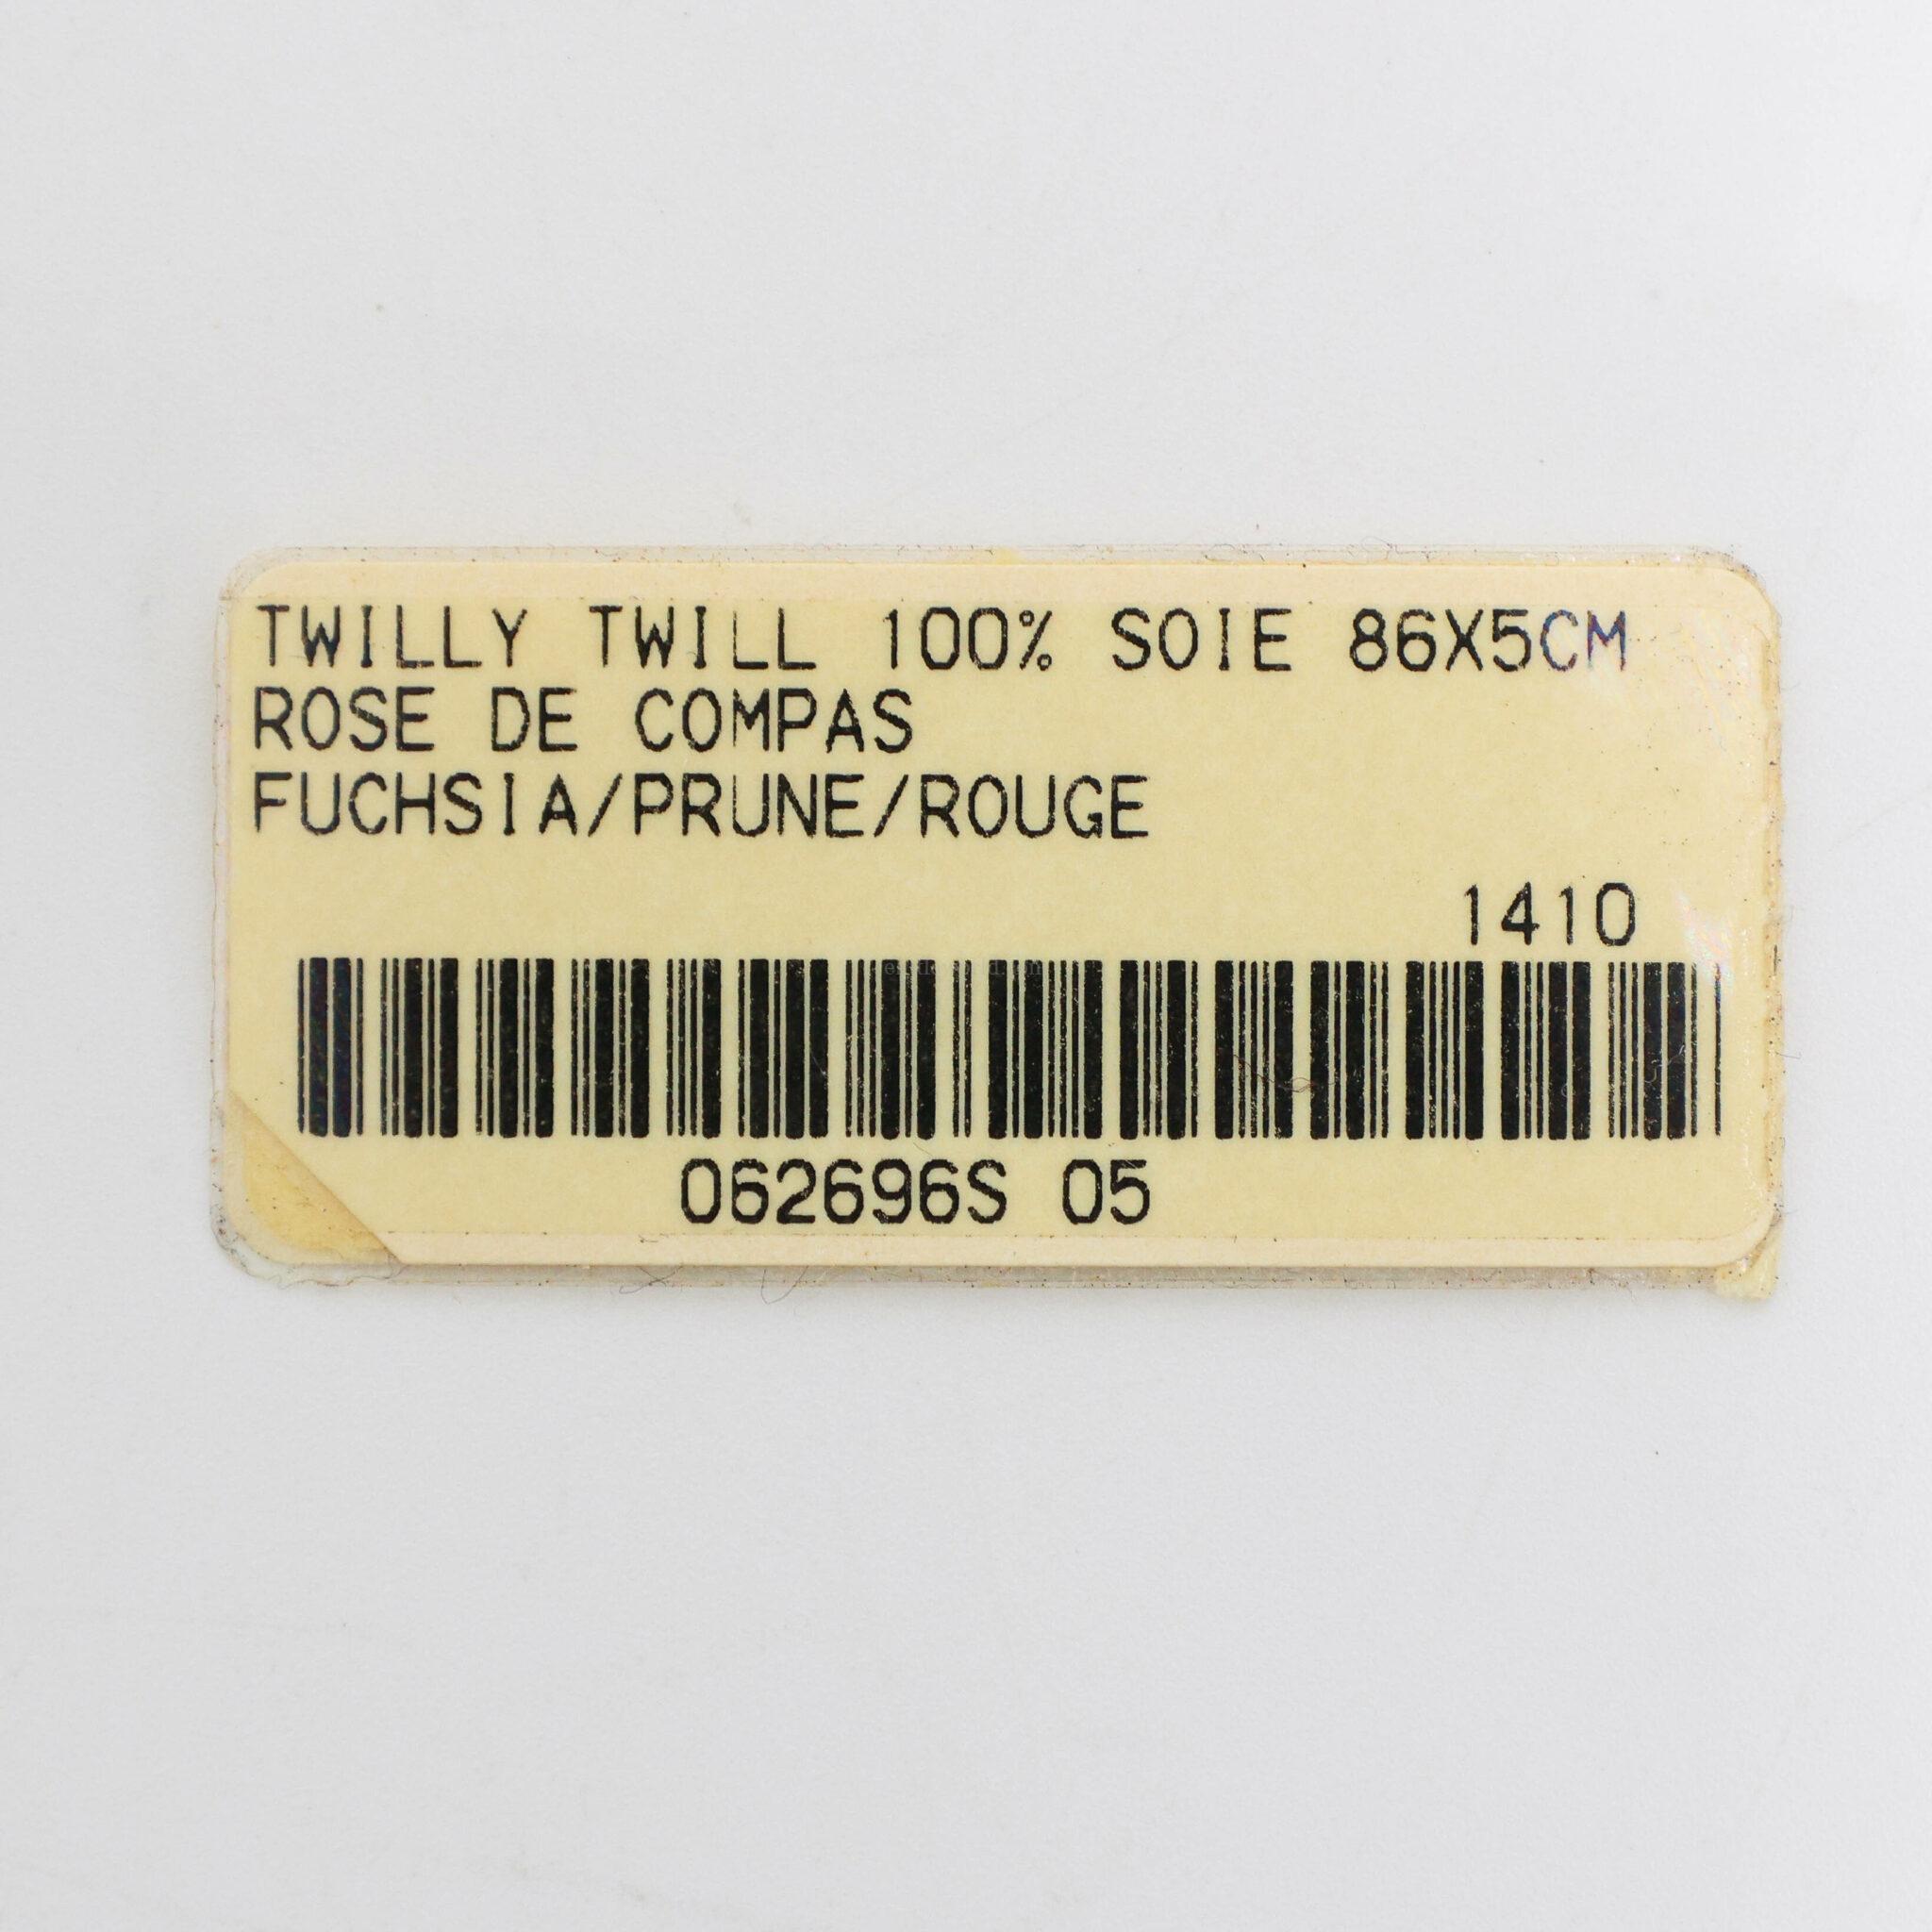 TWILLY TWILL 100% SOIE 86X5CM
ROSE DE COMPAS
FUCHSIA/PRUNE/ROUGE
1410
062696S 05